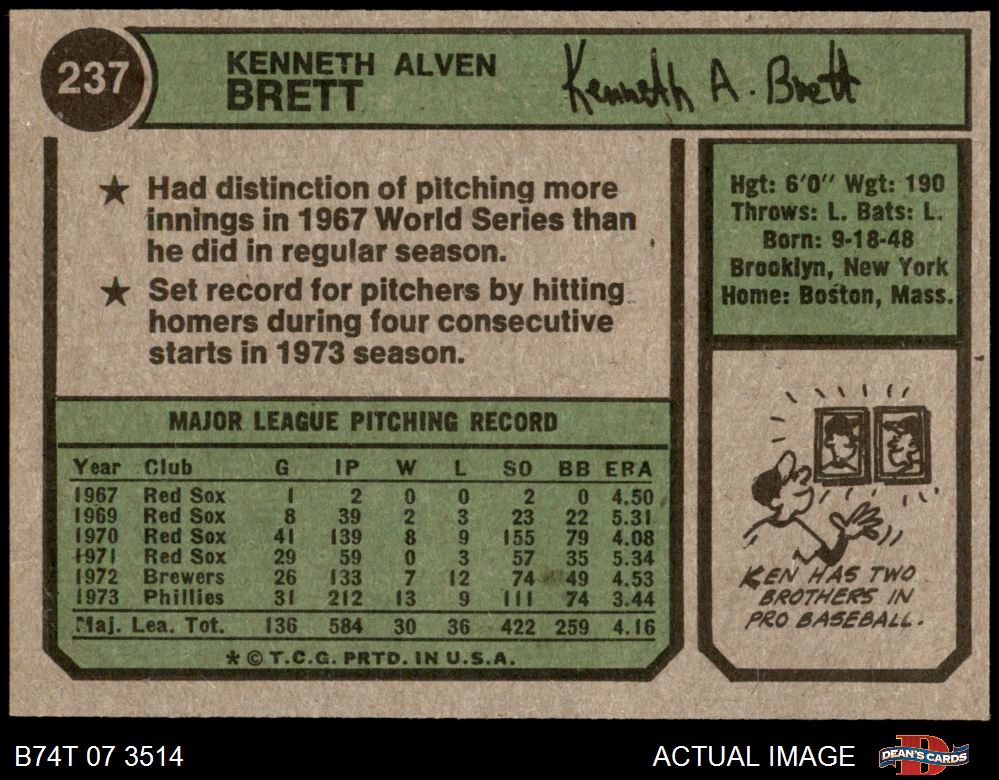 237
KENNETH ALVEN
BRETT
Kenneth A. Brett
★ Had distinction of pitching more
innings in 1967 World Series than
he did in regular season.
★ Set record for pitchers by hitting
homers during four consecutive
starts in 1973 season.
Hgt: 6'0" Wgt: 190
Throws: L. Bats: L.
Born: 9-18-48
Brooklyn, New York
Home: Boston, Mass.
MAJOR LEAGUE PITCHING RECORD
Year Club G IP W L SO BB ERA
1967 Red Sox 1 2 0 0 2 0 4.50
1969 Red Sox 8 39 2 3 23 22 5.31
1970 Red Sox 41 139 8 9 155 79 4.08
1971 Red Sox 29 59 0 3 57 35 5.34
1972 Brewers 26 133 7 12 74 49 4.53
1973 Phillies 31 212 13 9 111 74 3.44
Maj. Lea. Tot. 136 584 30 36 422 259 4.16
* © T.C.G. PRTD. IN U.S.A.
KEN HAS TWO
BROTHERS IN
PRO BASEBALL.
B74T 07 3514
ACTUAL IMAGE
DEAN'S CARDS